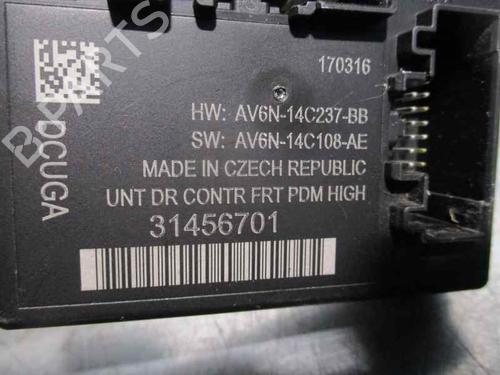 170316
HW: AV6N-14C237-BB
SW: AV6N-14C108-AE
MADE IN CZECH REPUBLIC
UNT DR CONTR FRT PDM HIGH
31456701
DCUGA
B-PARTS